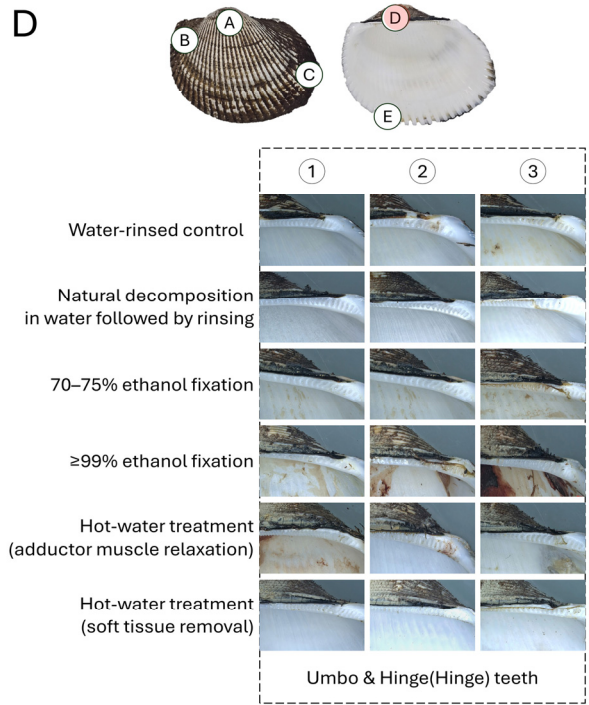 D
A
B
C
D
E
1
2
3
Water-rinsed control
Natural decomposition
in water followed by rinsing
70–75% ethanol fixation
≥99% ethanol fixation
Hot-water treatment
(adductor muscle relaxation)
Hot-water treatment
(soft tissue removal)
Umbo & Hinge(Hinge) teeth